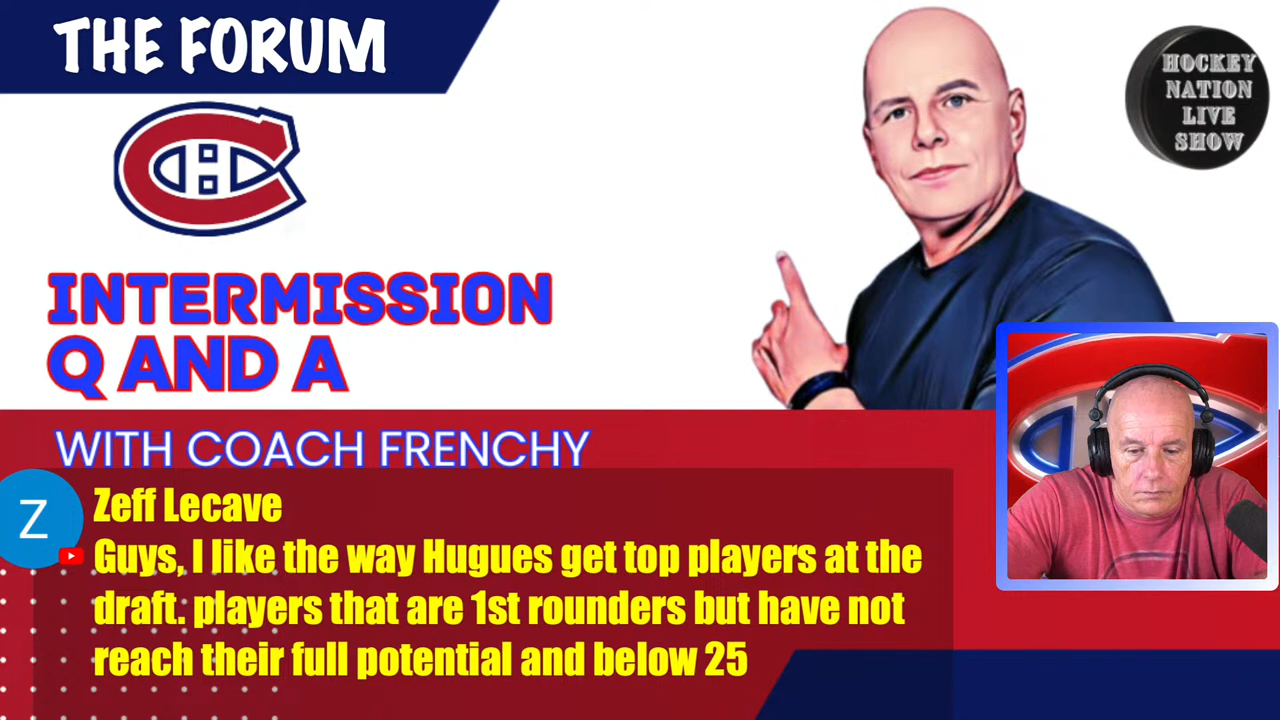 THE FORUM
HOCKEY
NATION
LIVE
SHOW
INTERMISSION
Q AND A
WITH COACH FRENCHY
Z
Zeff Lecave
Guys, I like the way Hugues get top players at the
draft. players that are 1st rounders but have not
reach their full potential and below 25